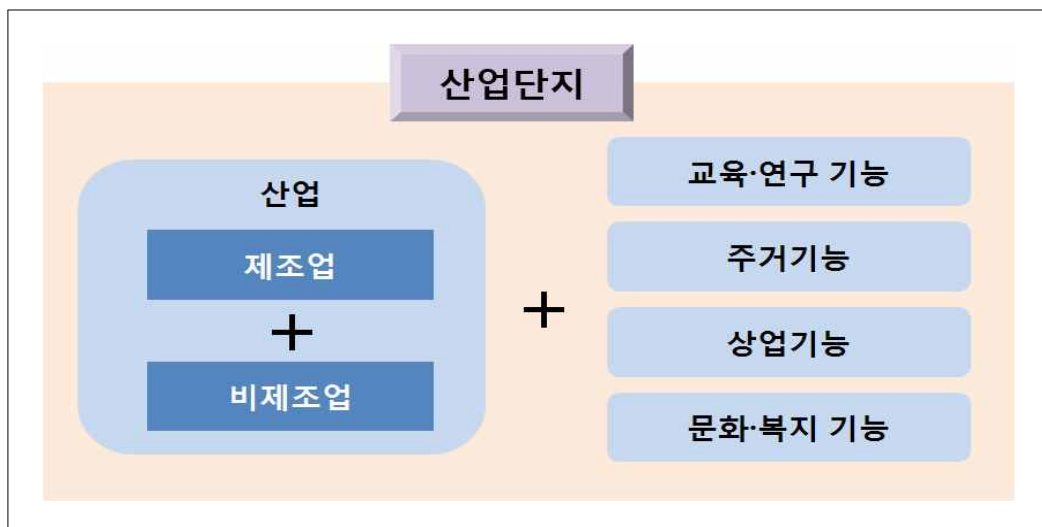 산업단지
산업
제조업
+
비제조업
+
교육·연구 기능
주거기능
상업기능
문화·복지 기능